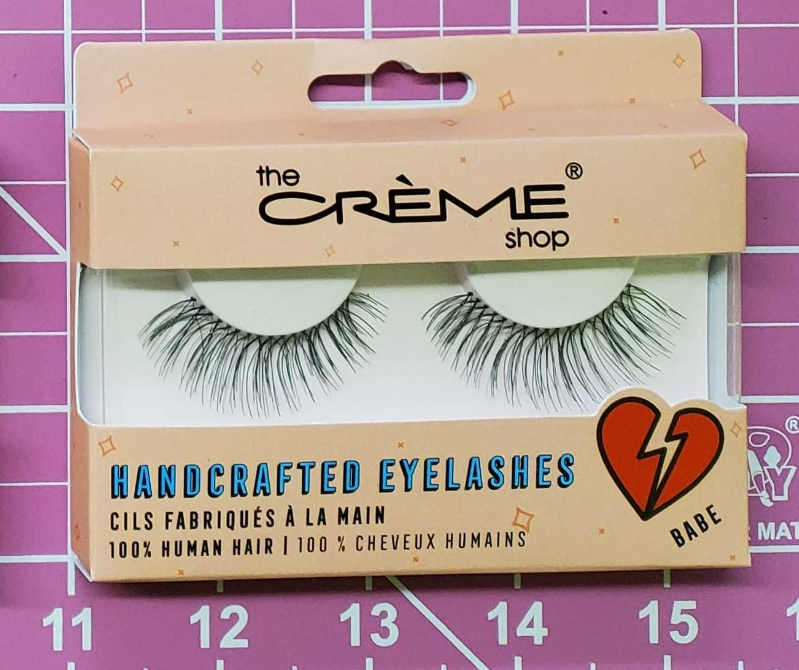 the
CRÈME®
shop
HANDCRAFTED EYELASHES
CILS FABRIQUÉS À LA MAIN
100% HUMAN HAIR | 100 % CHEVEUX HUMAINS
BABE
®
MAT
11 12 13 14 15